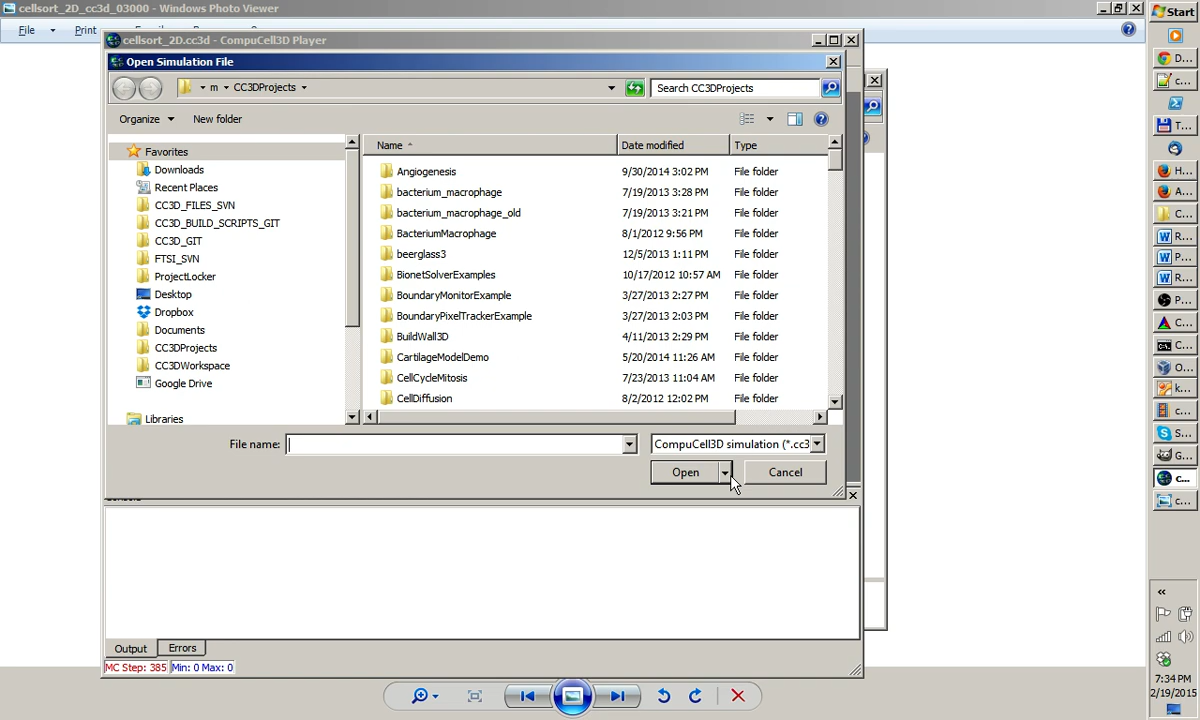 cellsort_2D_cc3d_03000 - Windows Photo Viewer
Start
File Print
cellsort_2D.cc3d - CompuCell3D Player
Open Simulation File
m CC3DProjects
Search CC3DProjects
Organize New folder
Name Date modified Type
Favorites
Downloads
Recent Places
CC3D_FILES_SVN
CC3D_BUILD_SCRIPTS_GIT
CC3D_GIT
FTSI_SVN
ProjectLocker
Desktop
Dropbox
Documents
CC3DProjects
CC3DWorkspace
Google Drive
Libraries
Angiogenesis 9/30/2014 3:02 PM File folder
bacterium_macrophage 7/19/2013 3:28 PM File folder
bacterium_macrophage_old 7/19/2013 3:21 PM File folder
BacteriumMacrophage 8/1/2012 9:56 PM File folder
beerglass3 12/5/2013 1:11 PM File folder
BionetSolverExamples 10/17/2012 10:57 AM File folder
BoundaryMonitorExample 3/27/2013 2:27 PM File folder
BoundaryPixelTrackerExample 3/27/2013 2:03 PM File folder
BuildWall3D 4/11/2013 2:29 PM File folder
CartilageModelDemo 5/20/2014 11:26 AM File folder
CellCycleMitosis 7/23/2013 11:04 AM File folder
CellDiffusion 8/2/2012 12:02 PM File folder
File name:
CompuCell3D simulation (*.cc3
Open Cancel
Output Errors
MC Step: 385 Min: 0 Max: 0
D...
c...
T...
H...
A...
C...
R...
P...
R...
P...
C...
C...
O...
k...
c...
S...
G...
c...
c...
7:34 PM
2/19/2015